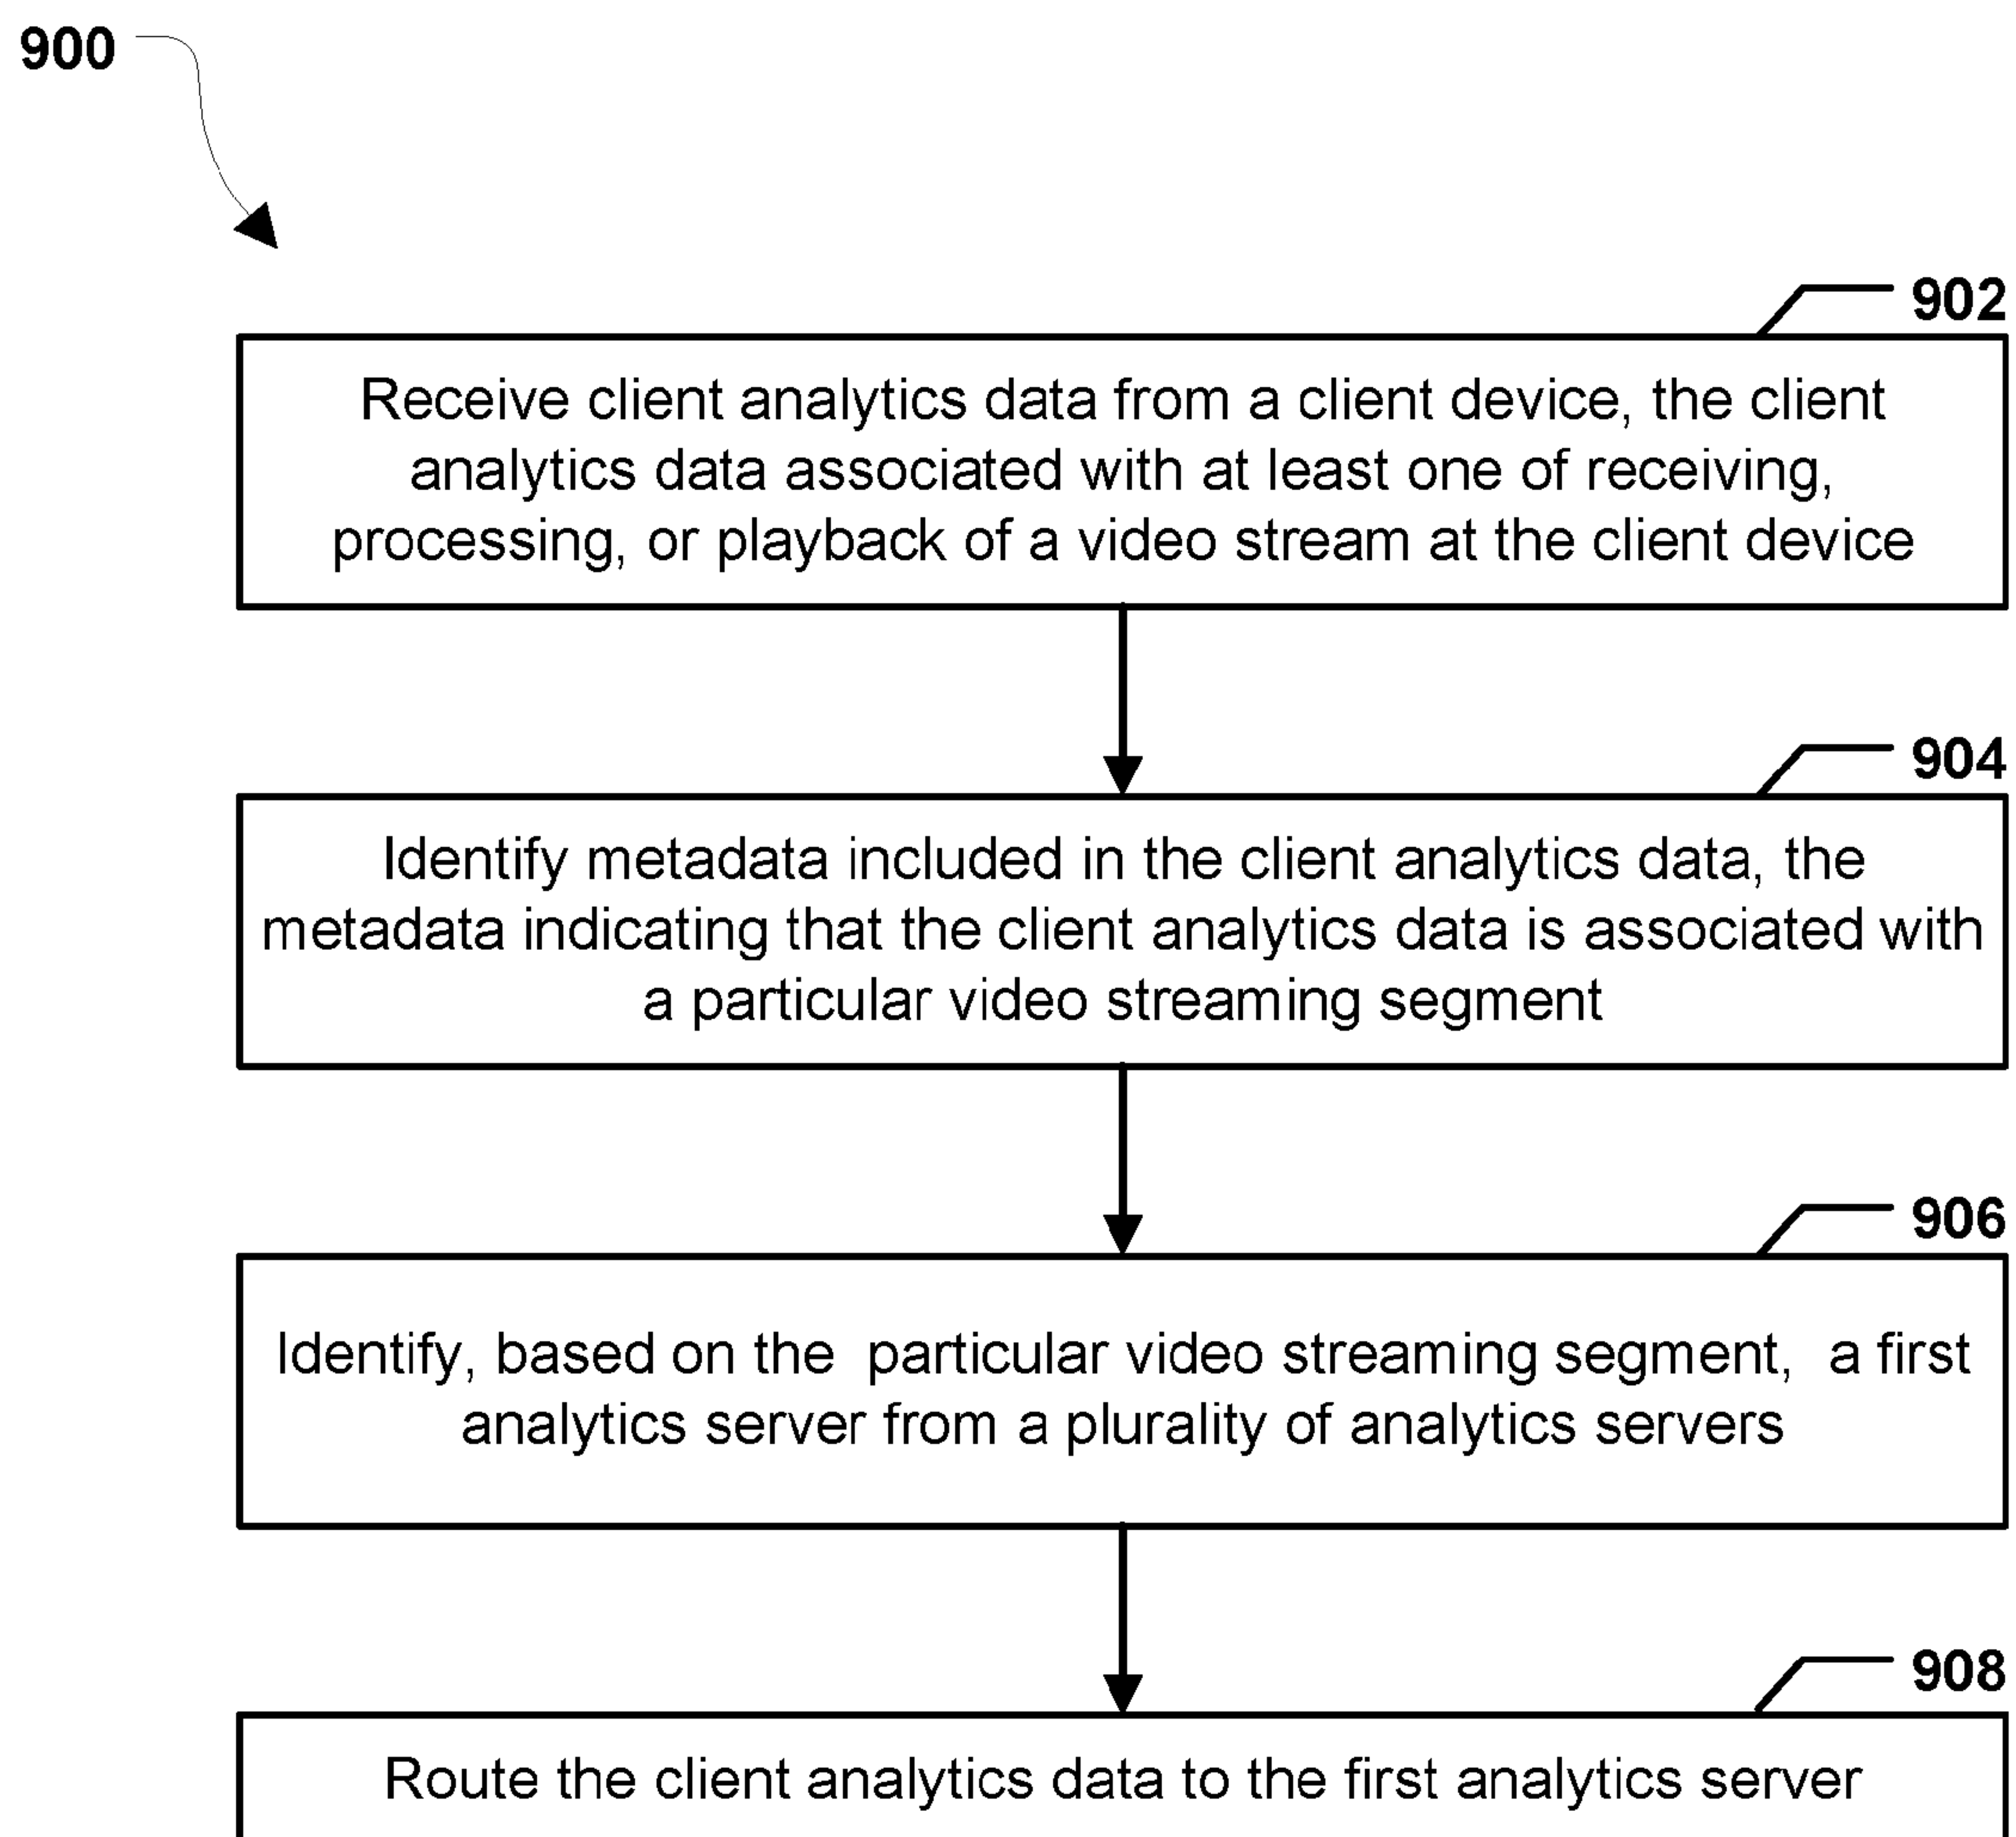 900
902
Receive client analytics data from a client device, the client
analytics data associated with at least one of receiving,
processing, or playback of a video stream at the client device
904
Identify metadata included in the client analytics data, the
metadata indicating that the client analytics data is associated with
a particular video streaming segment
906
Identify, based on the particular video streaming segment, a first
analytics server from a plurality of analytics servers
908
Route the client analytics data to the first analytics server